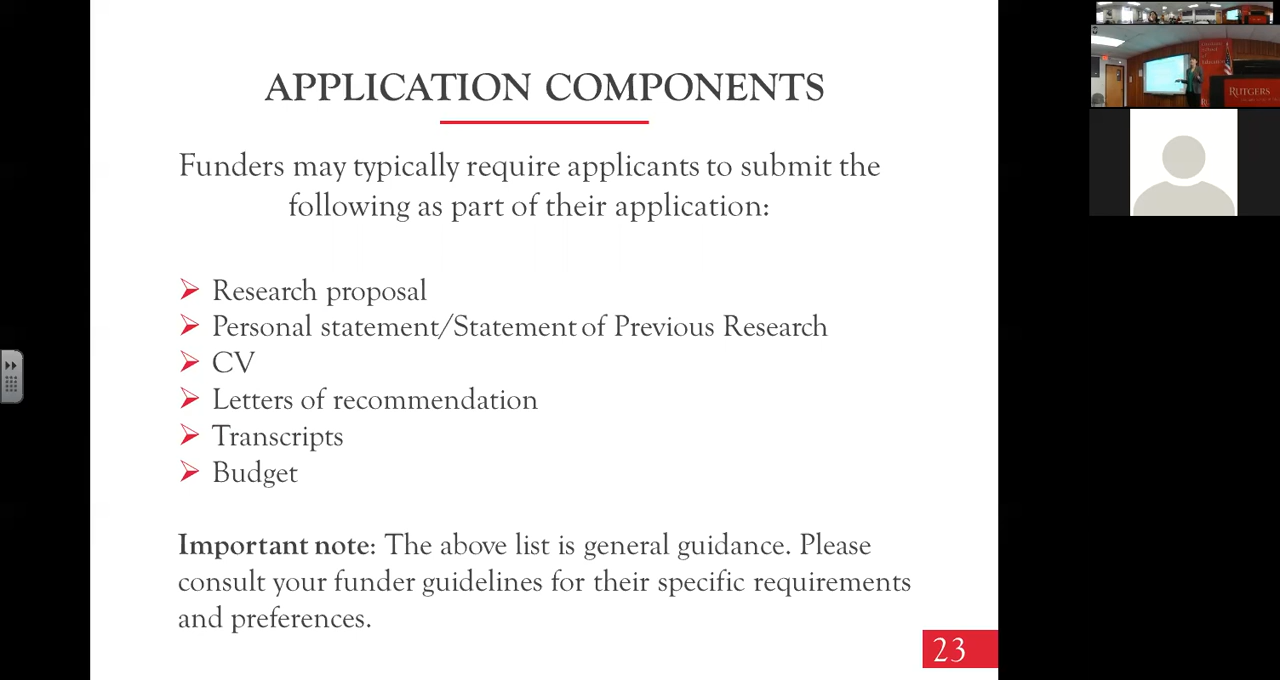 APPLICATION COMPONENTS
Funders may typically require applicants to submit the
following as part of their application:
Research proposal
Personal statement/Statement of Previous Research
CV
Letters of recommendation
Transcripts
Budget
Important note: The above list is general guidance. Please
consult your funder guidelines for their specific requirements
and preferences.
23
RUTGERS